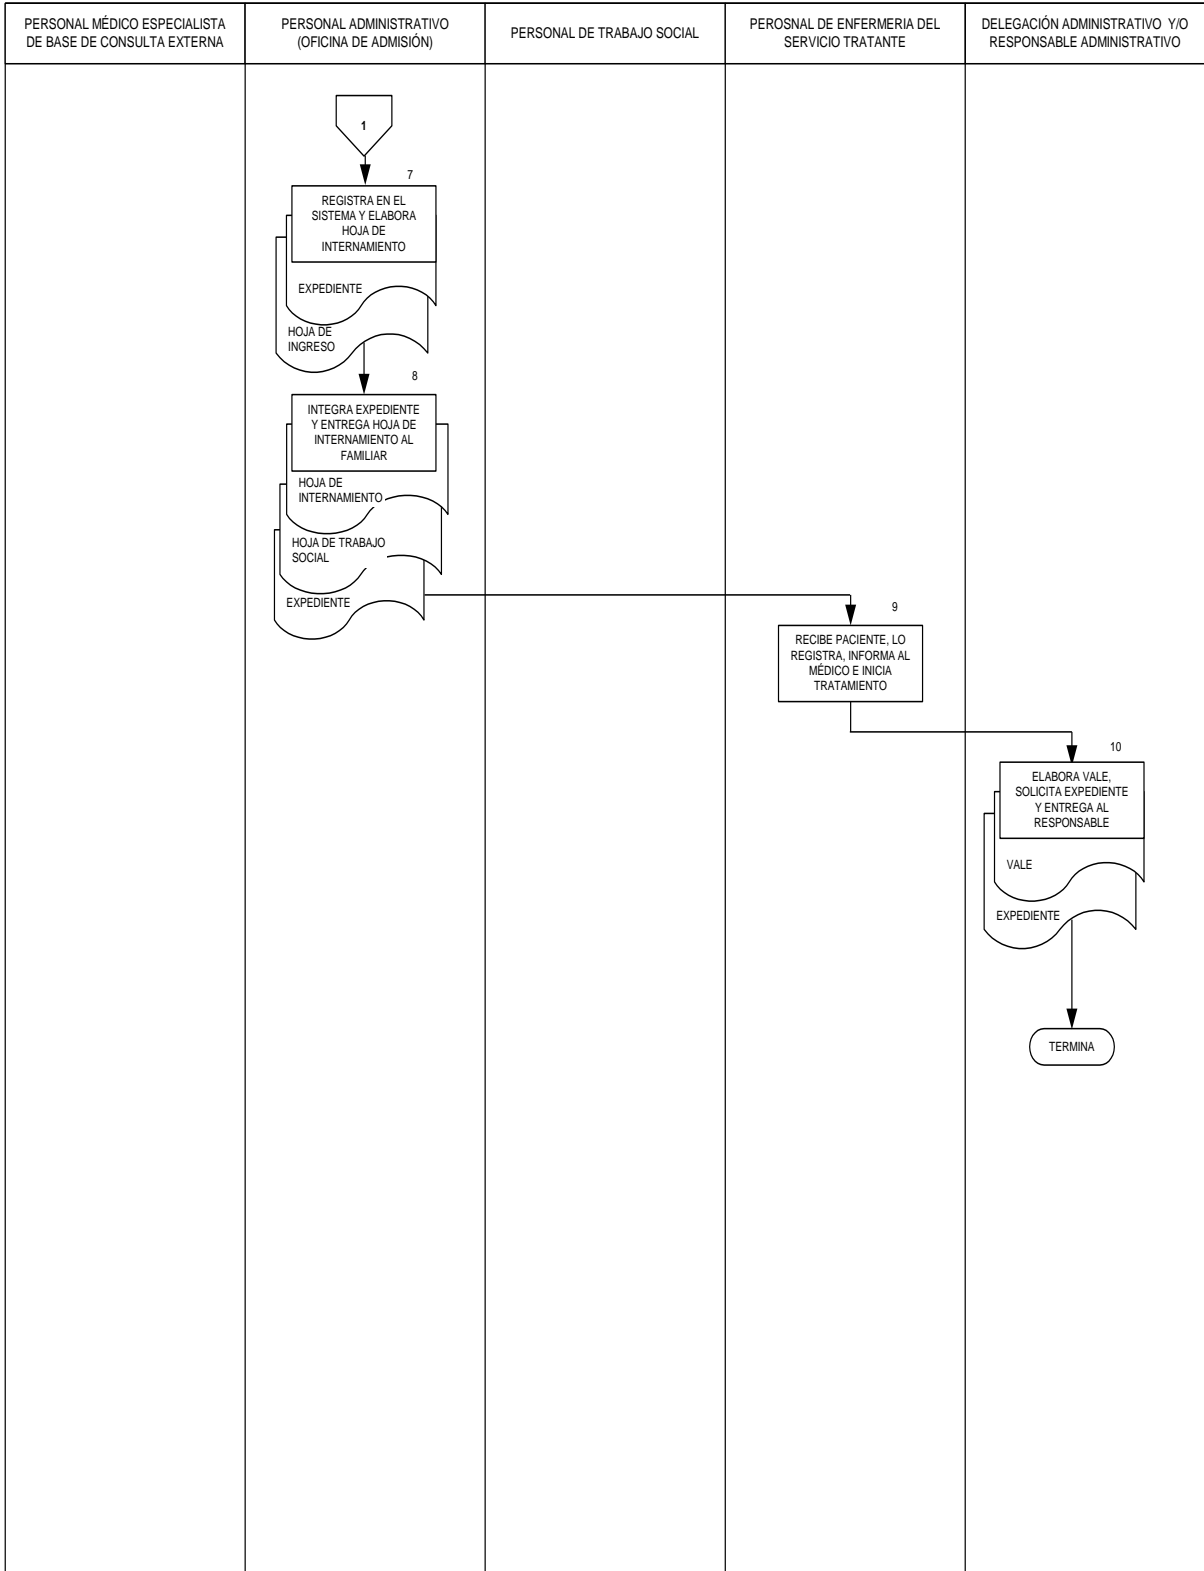 PERSONAL MÉDICO ESPECIALISTA
DE BASE DE CONSULTA EXTERNA
PERSONAL ADMINISTRATIVO
(OFICINA DE ADMISIÓN)
PERSONAL DE TRABAJO SOCIAL
PEROSNAL DE ENFERMERIA DEL
SERVICIO TRATANTE
DELEGACIÓN ADMINISTRATIVO Y/O
RESPONSABLE ADMINISTRATIVO
1
7
REGISTRA EN EL
SISTEMA Y ELABORA
HOJA DE
INTERNAMIENTO
EXPEDIENTE
HOJA DE
INGRESO
8
INTEGRA EXPEDIENTE
Y ENTREGA HOJA DE
INTERNAMIENTO AL
FAMILIAR
HOJA DE
INTERNAMIENTO
HOJA DE TRABAJO
SOCIAL
EXPEDIENTE
9
RECIBE PACIENTE, LO
REGISTRA, INFORMA AL
MÉDICO E INICIA
TRATAMIENTO
10
ELABORA VALE,
SOLICITA EXPEDIENTE
Y ENTREGA AL
RESPONSABLE
VALE
EXPEDIENTE
TERMINA